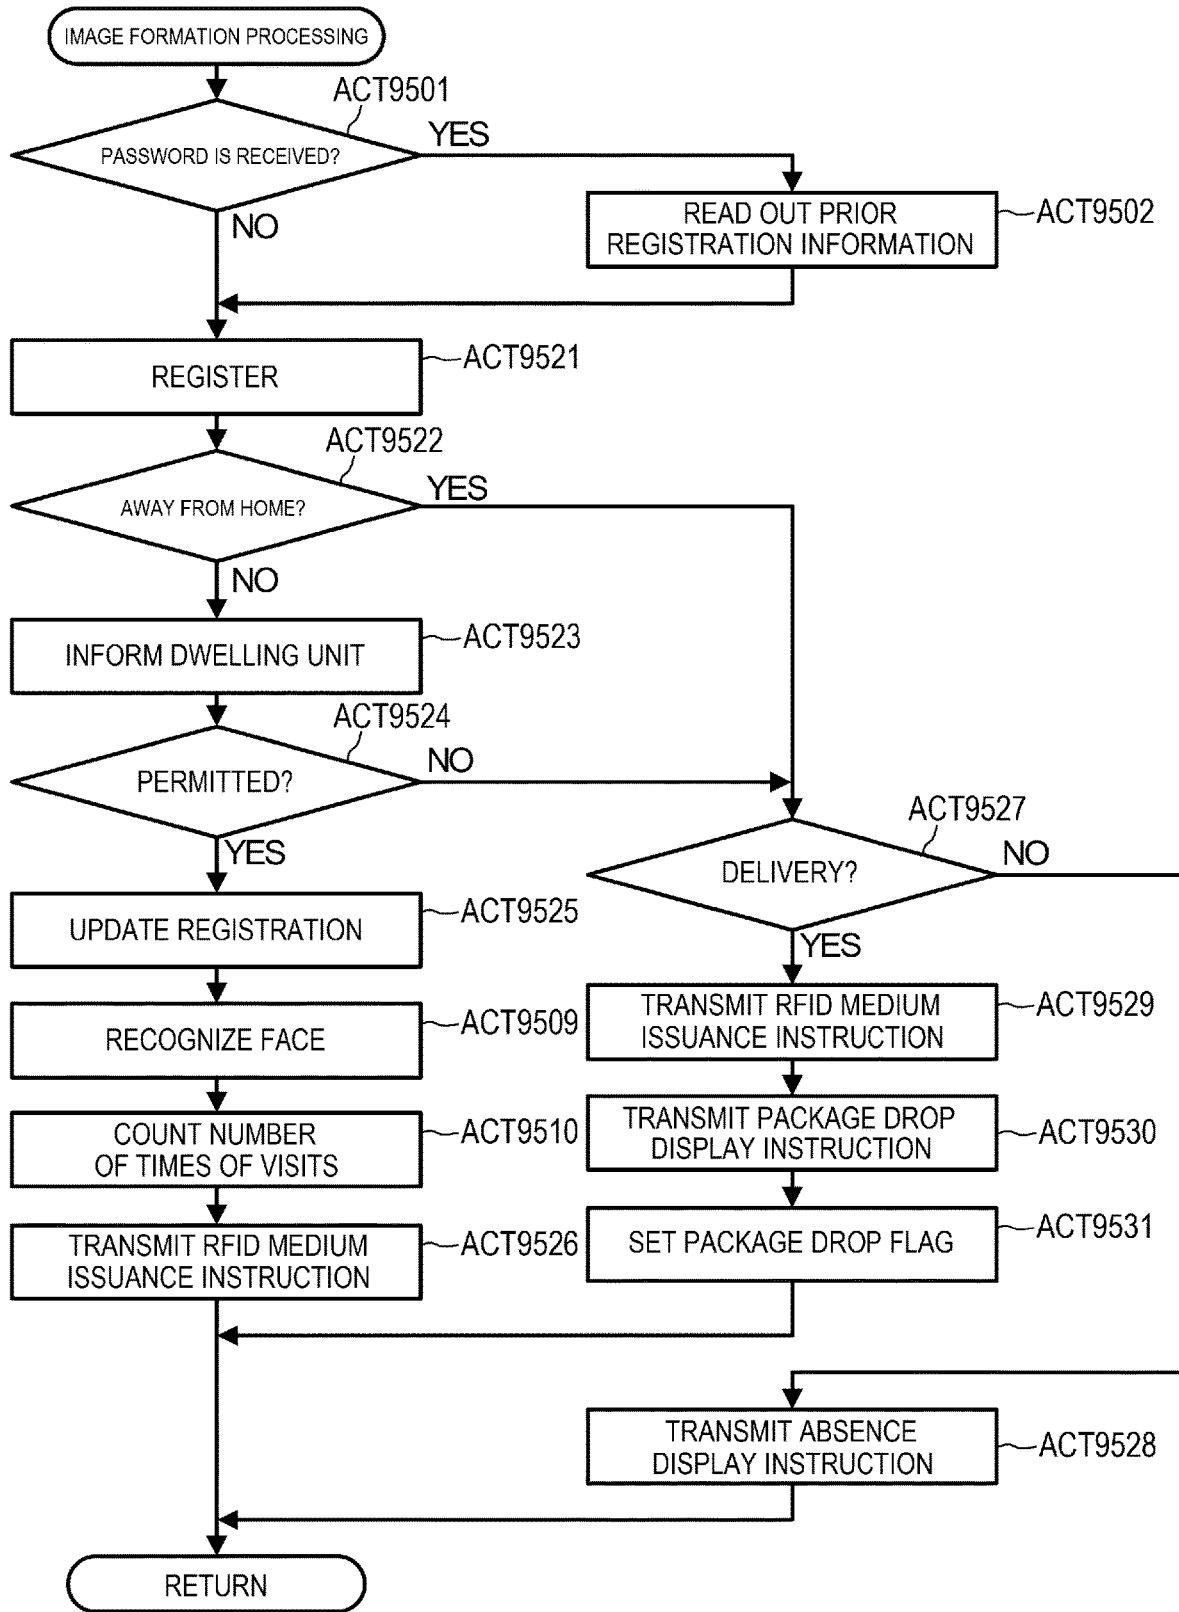 IMAGE FORMATION PROCESSING
ACT9501
PASSWORD IS RECEIVED?
YES
NO
READ OUT PRIOR
REGISTRATION INFORMATION
ACT9502
REGISTER
ACT9521
ACT9522
AWAY FROM HOME?
YES
NO
INFORM DWELLING UNIT
ACT9523
ACT9524
PERMITTED?
NO
YES
ACT9527
DELIVERY?
NO
YES
UPDATE REGISTRATION
ACT9525
RECOGNIZE FACE
ACT9509
COUNT NUMBER
OF TIMES OF VISITS
ACT9510
TRANSMIT RFID MEDIUM
ISSUANCE INSTRUCTION
ACT9526
TRANSMIT RFID MEDIUM
ISSUANCE INSTRUCTION
ACT9529
TRANSMIT PACKAGE DROP
DISPLAY INSTRUCTION
ACT9530
SET PACKAGE DROP FLAG
ACT9531
TRANSMIT ABSENCE
DISPLAY INSTRUCTION
ACT9528
RETURN